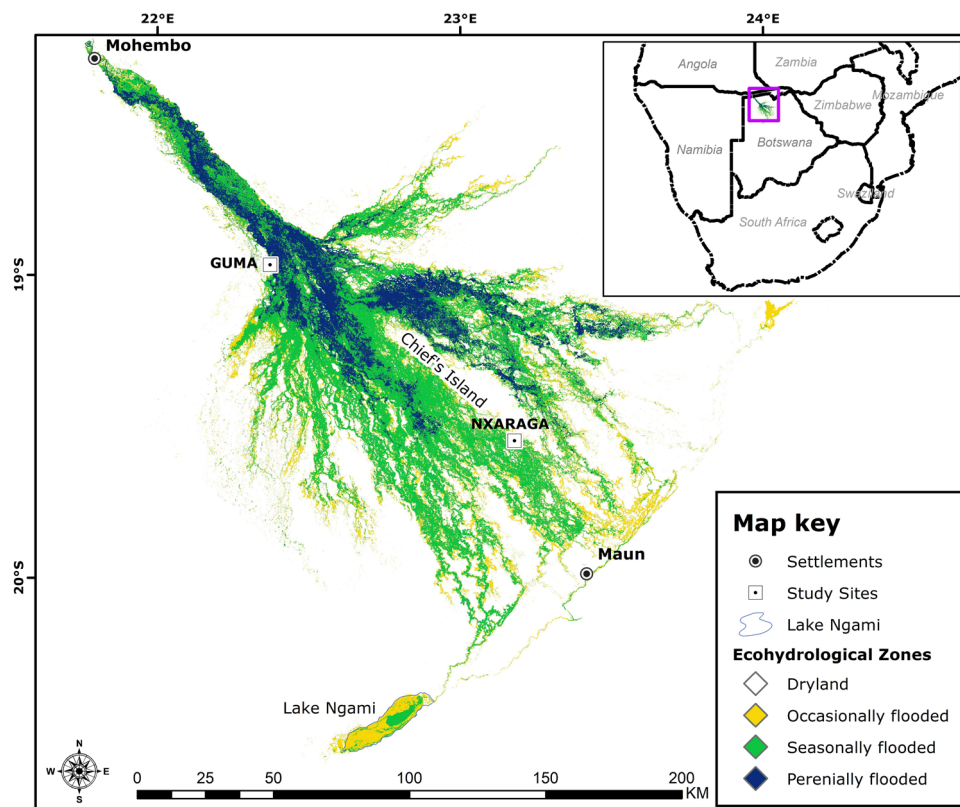 22°E
23°E
24°E
Mohembo
Angola
Zambia
Mozambique
Zimbabwe
Namibia
Botswana
Swaziland
South Africa
19°S
GUMA
Chief's Island
NXARAGA
Maun
20°S
Lake Ngami
Map key
Settlements
Study Sites
Lake Ngami
Ecohydrological Zones
Dryland
Occasionally flooded
Seasonally flooded
Perenially flooded
N
W E
S
0 25 50 100 150 200
KM